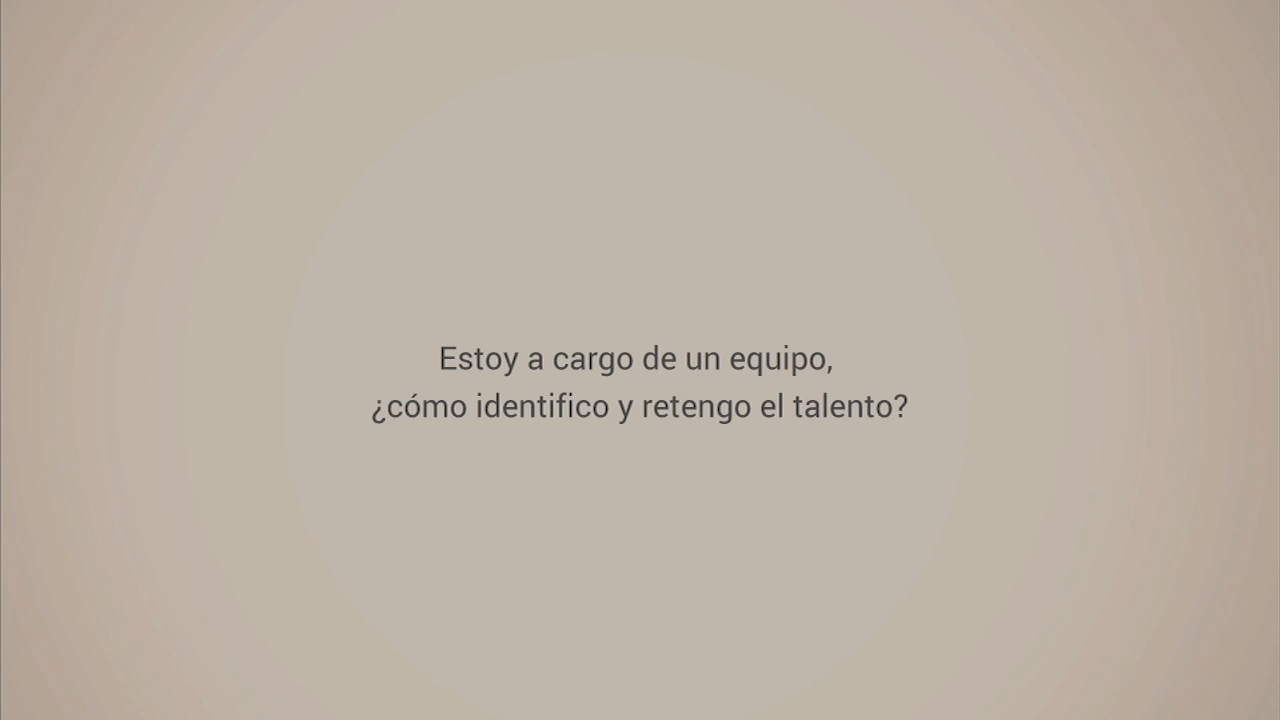 Estoy a cargo de un equipo,
¿cómo identifico y retengo el talento?